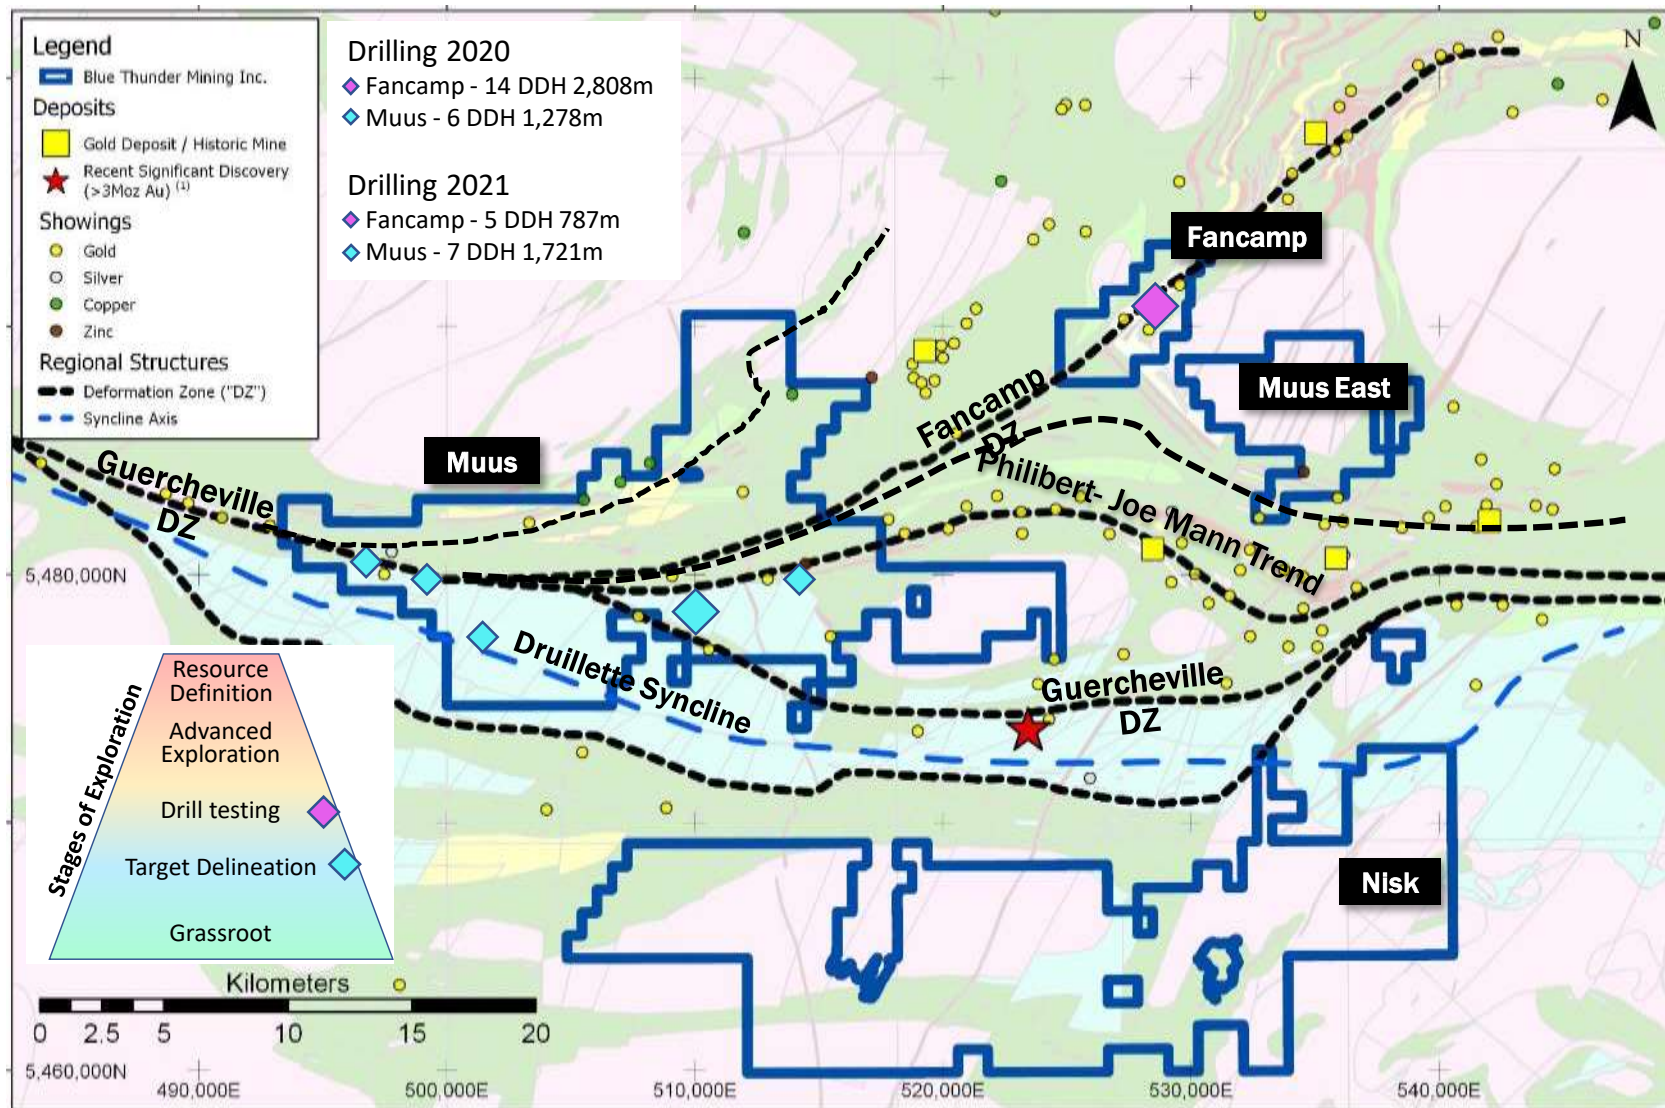 Legend
Blue Thunder Mining Inc.
Deposits
Gold Deposit / Historic Mine
Recent Significant Discovery
(>3Moz Au) (1)
Showings
Gold
Silver
Copper
Zinc
Regional Structures
Deformation Zone ("DZ")
Syncline Axis
Drilling 2020
Fancamp - 14 DDH 2,808m
Muus - 6 DDH 1,278m
Drilling 2021
Fancamp - 5 DDH 787m
Muus - 7 DDH 1,721m
N
Fancamp
Muus East
Muus
Fancamp
DZ
Guercheville
DZ
Philibert- Joe Mann Trend
Druillette Syncline
Guercheville
DZ
Nisk
5,480,000N
Stages of Exploration
Resource
Definition
Advanced
Exploration
Drill testing
Target Delineation
Grassroot
Kilometers
0 2.5 5 10 15 20
5,460,000N
490,000E 500,000E 510,000E 520,000E 530,000E 540,000E